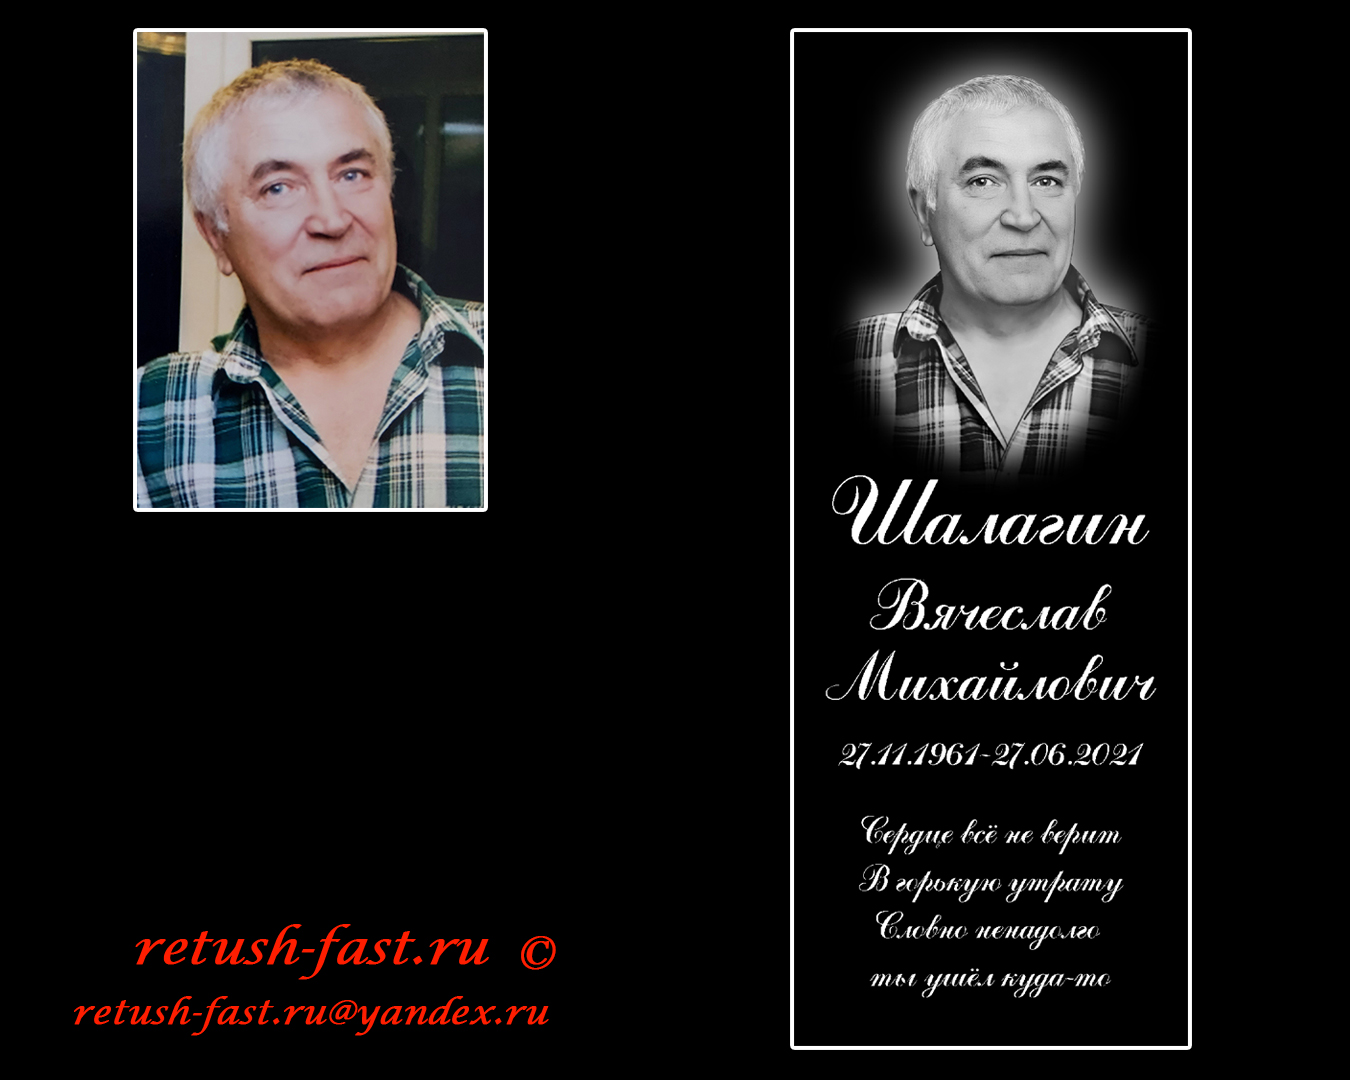 Шалагин
Вячеслав
Михайлович
27.11.1961-27.06.2021
Сердце всё не верит
В горькую утрату
Словно ненадолго
ты ушёл куда-то
retush-fast.ru ©
retush-fast.ru@yandex.ru